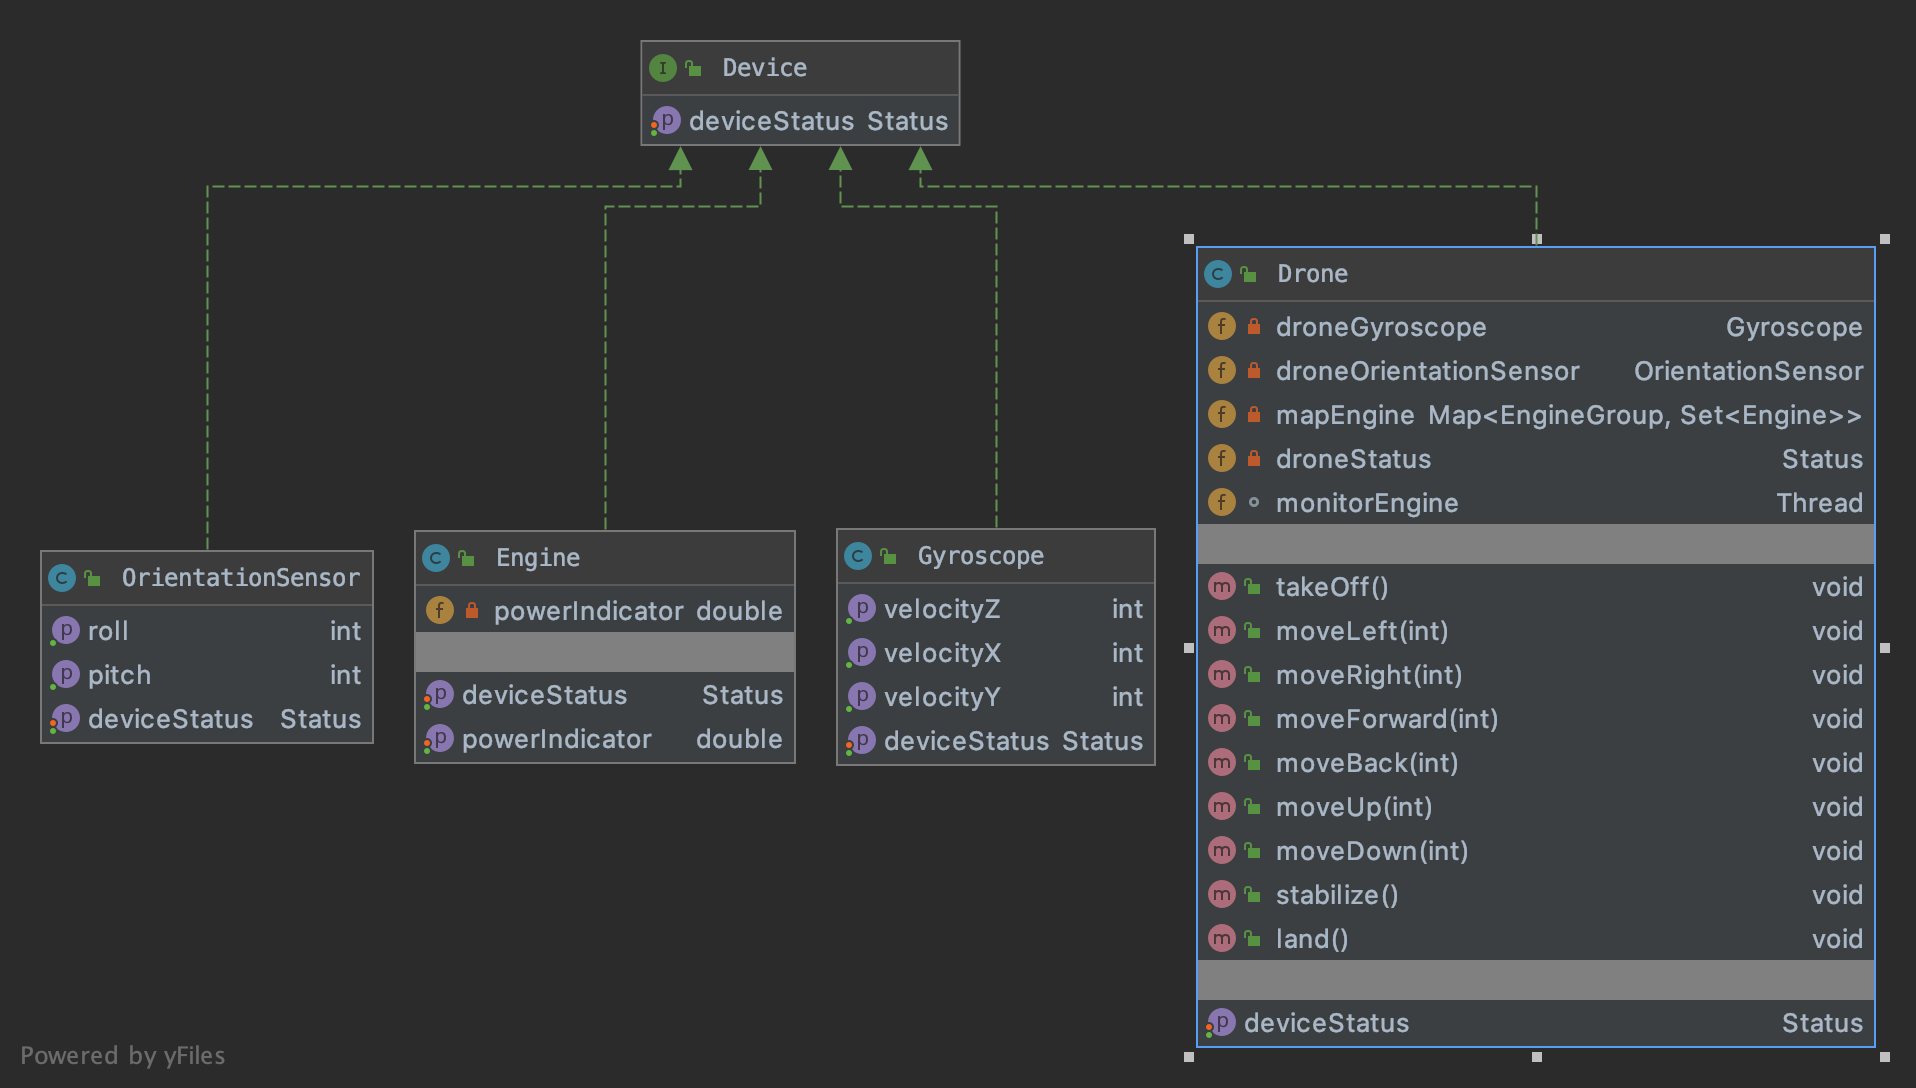 I Device
p deviceStatus Status
C OrientationSensor
p roll int
p pitch int
p deviceStatus Status
C Engine
f powerIndicator double
p deviceStatus Status
p powerIndicator double
C Gyroscope
p velocityZ int
p velocityX int
p velocityY int
p deviceStatus Status
C Drone
f droneGyroscope Gyroscope
f droneOrientationSensor OrientationSensor
f mapEngine Map<EngineGroup, Set<Engine>>
f droneStatus Status
f monitorEngine Thread
m takeOff() void
m moveLeft(int) void
m moveRight(int) void
m moveForward(int) void
m moveBack(int) void
m moveUp(int) void
m moveDown(int) void
m stabilize() void
m land() void
p deviceStatus Status
Powered by yFiles